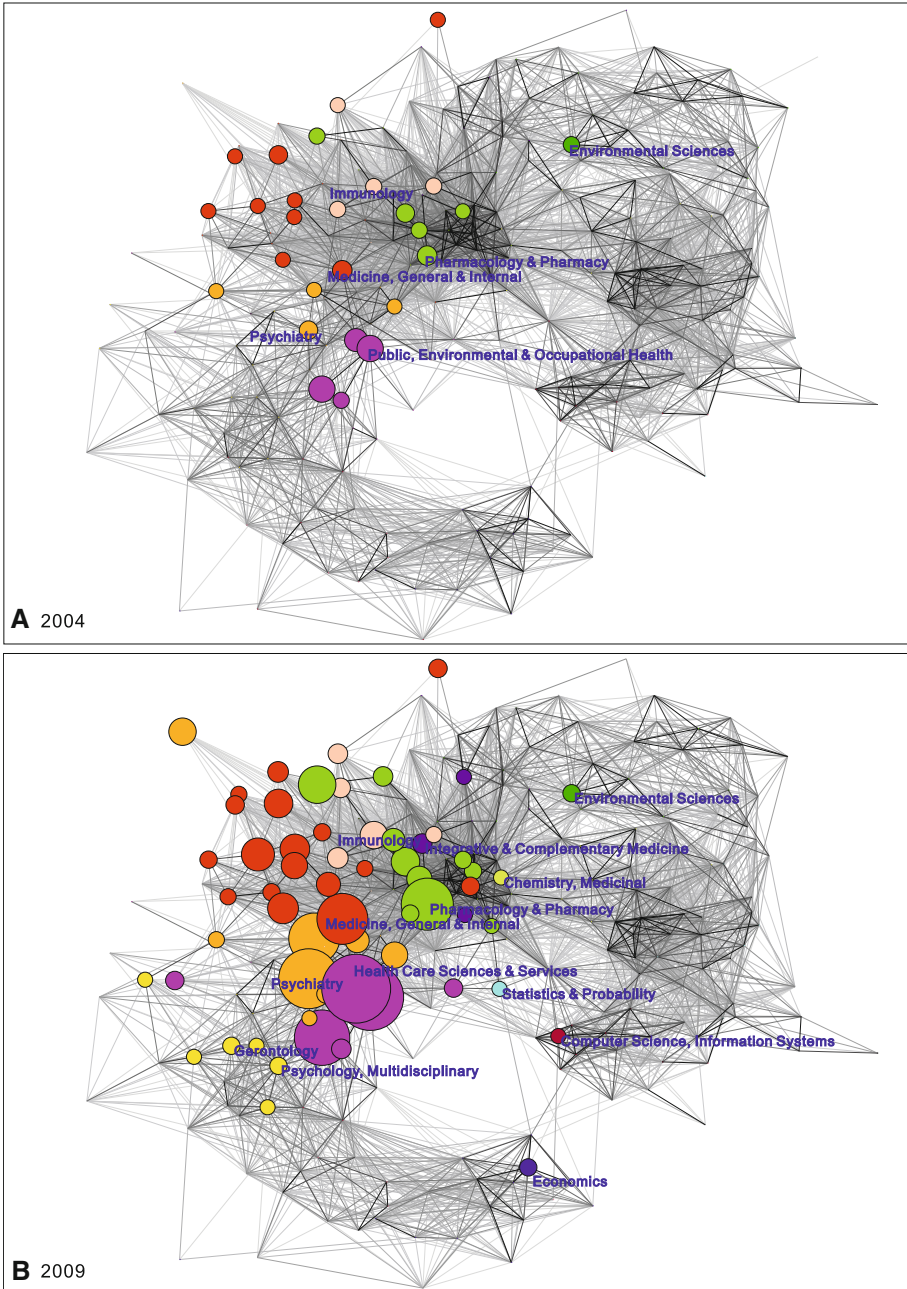 Environmental Sciences
Immunology
Pharmacology & Pharmacy
Medicine, General & Internal
Psychiatry
Public, Environmental & Occupational Health
A 2004
Environmental Sciences
Immunology
Integrative & Complementary Medicine
Chemistry, Medicinal
Pharmacology & Pharmacy
Medicine, General & Internal
Health Care Sciences & Services
Psychiatry
Statistics & Probability
Computer Science, Information Systems
Gerontology
Psychology, Multidisciplinary
Economics
B 2009